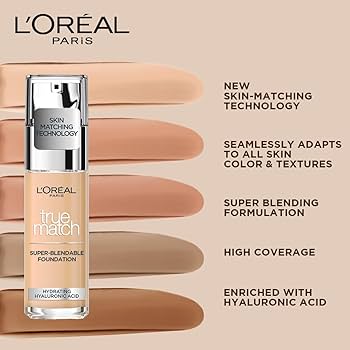 L'ORÉAL
PARIS
NEW
SKIN-MATCHING
TECHNOLOGY
SEAMLESSLY ADAPTS
TO ALL SKIN
COLOR & TEXTURES
SUPER BLENDING
FORMULATION
HIGH COVERAGE
ENRICHED WITH
HYALURONIC ACID
SKIN
MATCHING
TECHNOLOGY
L'ORÉAL
PARIS
true
match
SUPER-BLENDABLE
FOUNDATION
HYDRATING
HYALURONIC ACID